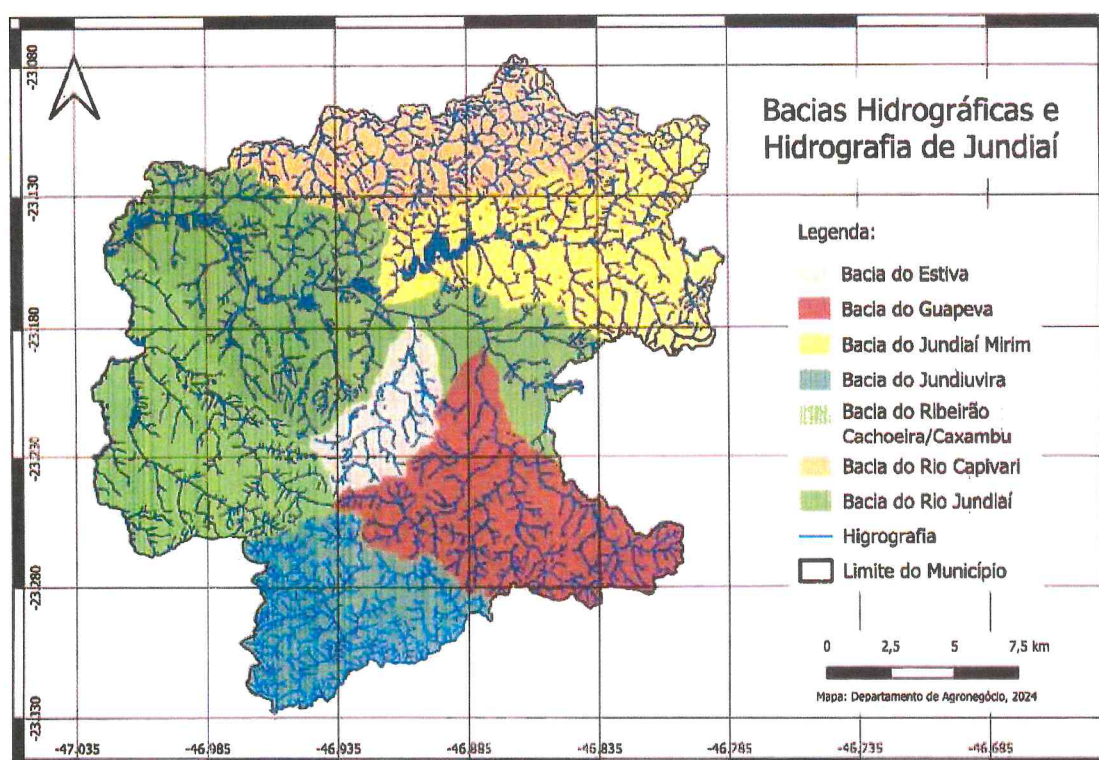 Bacias Hidrográficas e
Hidrografia de Jundiaí
Legenda:
Bacia do Estiva
Bacia do Guapeva
Bacia do Jundiaí Mirim
Bacia do Jundiuvira
Bacia do Ribeirão
Cachoeira/Caxambu
Bacia do Rio Capivari
Bacia do Rio Jundiaí
Higrografia
Limite do Município
0 2,5 5 7,5 km
Mapa: Departamento de Agronegócio, 2024
-23.080
-23.130
-23.180
-23.230
-23.280
-23.330
-47.035 -46.985 -46.935 -46.885 -46.835 -46.785 -46.735 -46.685